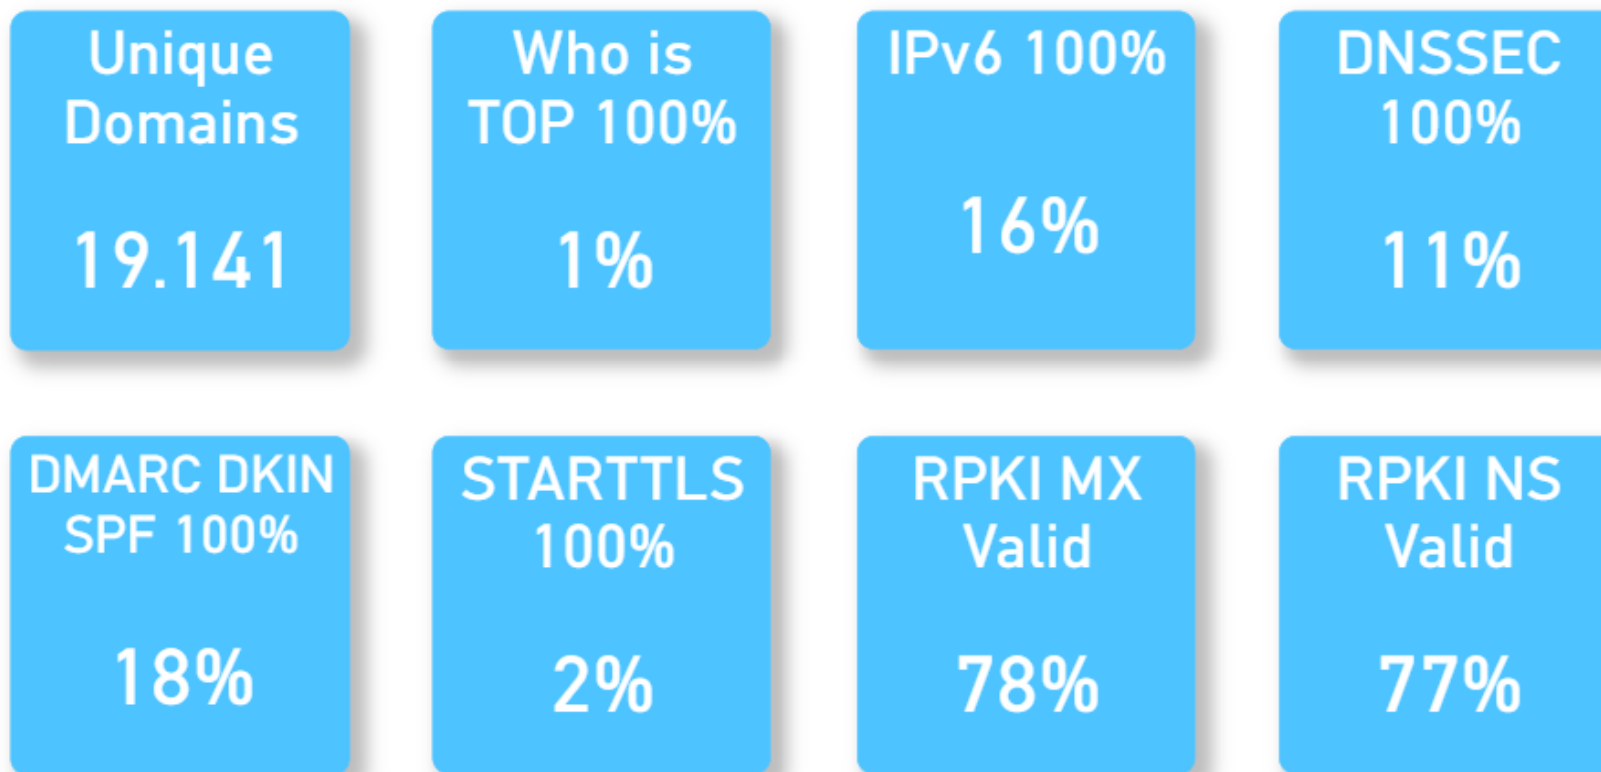 Unique
Domains
19.141
Who is
TOP 100%
1%
IPv6 100%
16%
DNSSEC
100%
11%
DMARC DKIN
SPF 100%
18%
STARTTLS
100%
2%
RPKI MX
Valid
78%
RPKI NS
Valid
77%